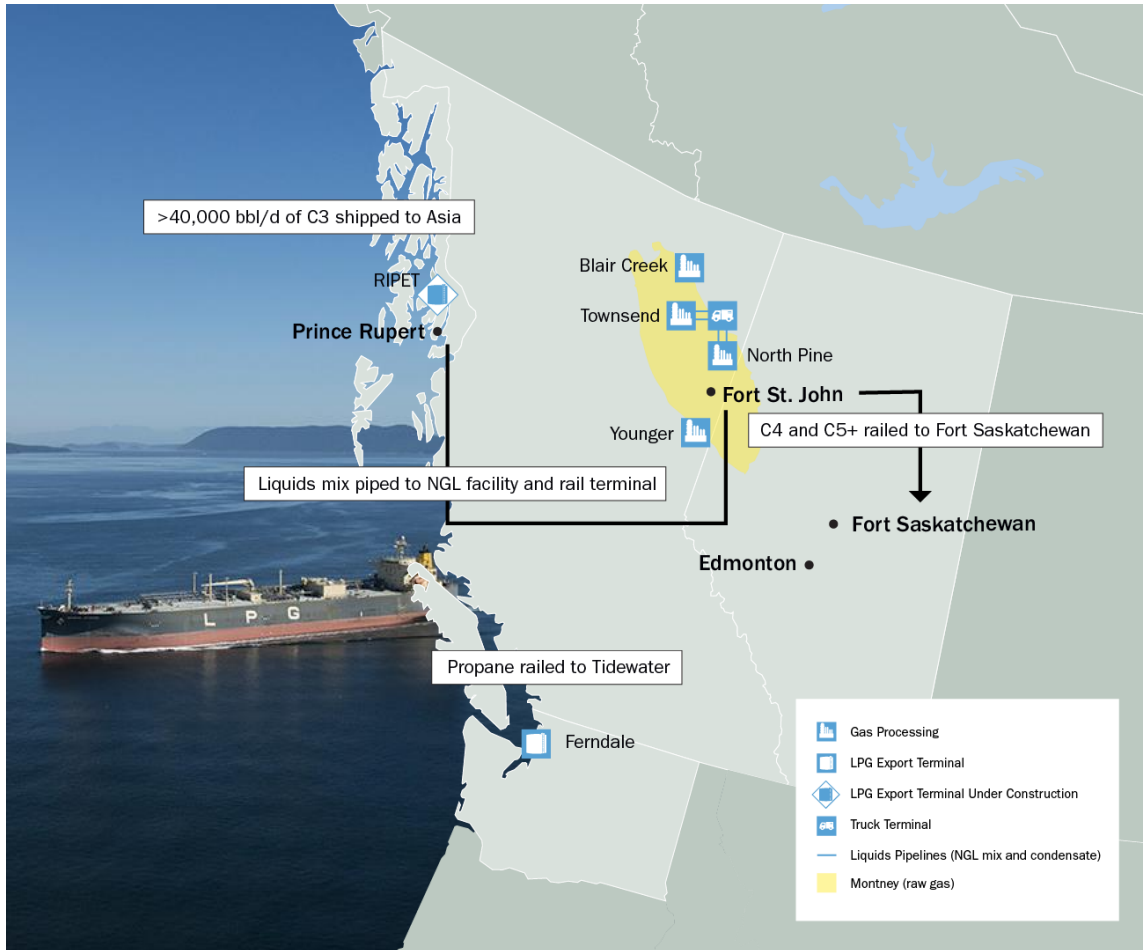 >40,000 bbl/d of C3 shipped to Asia
RIPET
Prince Rupert
Blair Creek
Townsend
North Pine
Fort St. John
Younger
C4 and C5+ railed to Fort Saskatchewan
Liquids mix piped to NGL facility and rail terminal
Fort Saskatchewan
Edmonton
L P G
Propane railed to Tidewater
Ferndale
Gas Processing
LPG Export Terminal
LPG Export Terminal Under Construction
Truck Terminal
Liquids Pipelines (NGL mix and condensate)
Montney (raw gas)